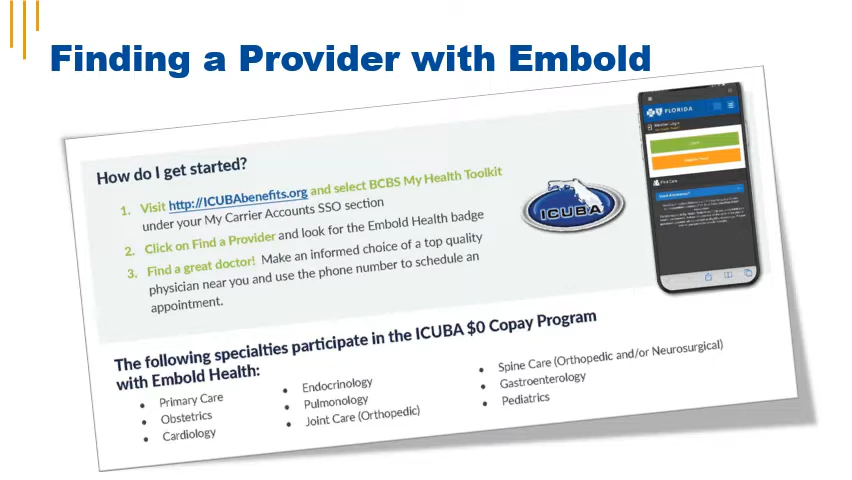 Finding a Provider with Embold
How do I get started?
1. Visit http://ICUBAbenefits.org and select BCBS My Health Toolkit
under your My Carrier Accounts SSO section
2. Click on Find a Provider and look for the Embold Health badge
3. Find a great doctor! Make an informed choice of a top quality
physician near you and use the phone number to schedule an
appointment.
ICUBA
FLORIDA
Find Care
The following specialties participate in the ICUBA $0 Copay Program
with Embold Health:
• Primary Care
• Obstetrics
• Cardiology
• Endocrinology
• Pulmonology
• Joint Care (Orthopedic)
• Spine Care (Orthopedic and/or Neurosurgical)
• Gastroenterology
• Pediatrics